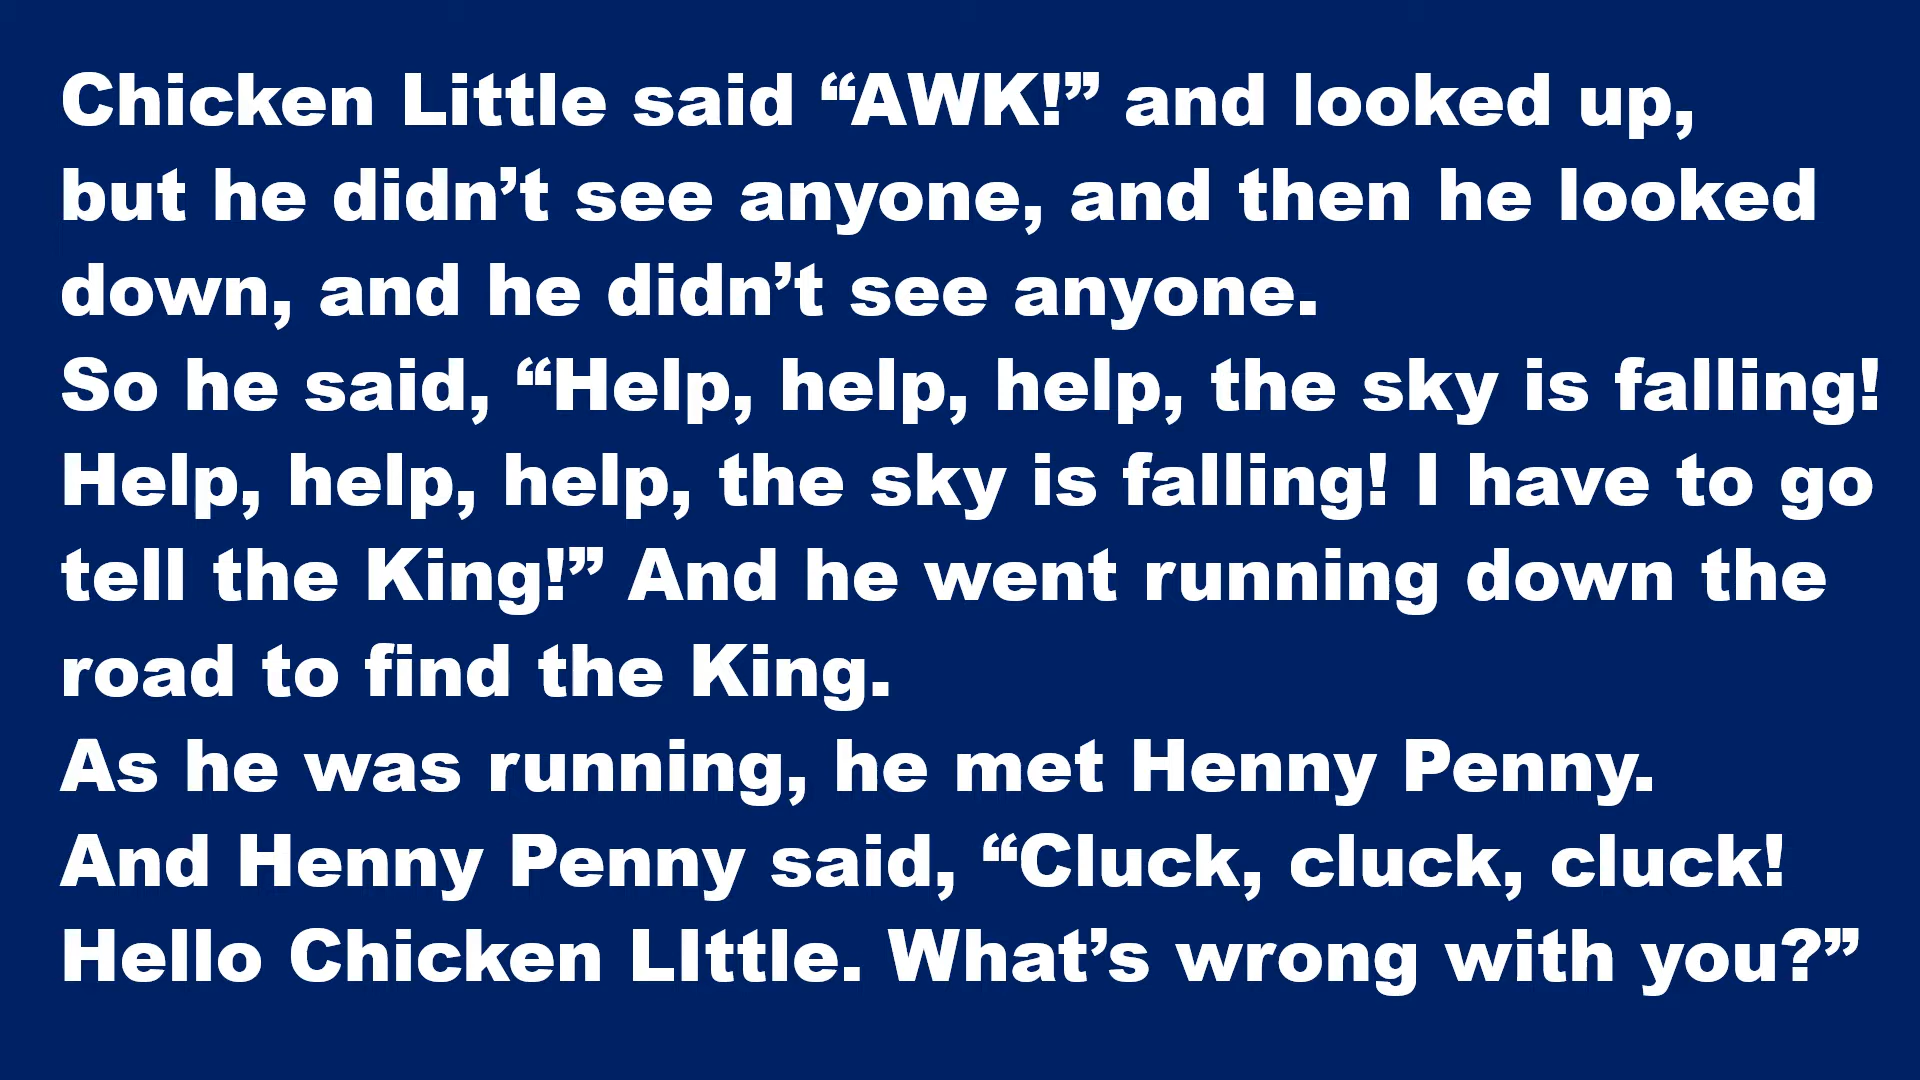 Chicken Little said “AWK!” and looked up,
but he didn’t see anyone, and then he looked
down, and he didn’t see anyone.
So he said, “Help, help, help, the sky is falling!
Help, help, help, the sky is falling! I have to go
tell the King!” And he went running down the
road to find the King.
As he was running, he met Henny Penny.
And Henny Penny said, “Cluck, cluck, cluck!
Hello Chicken LIttle. What’s wrong with you?”